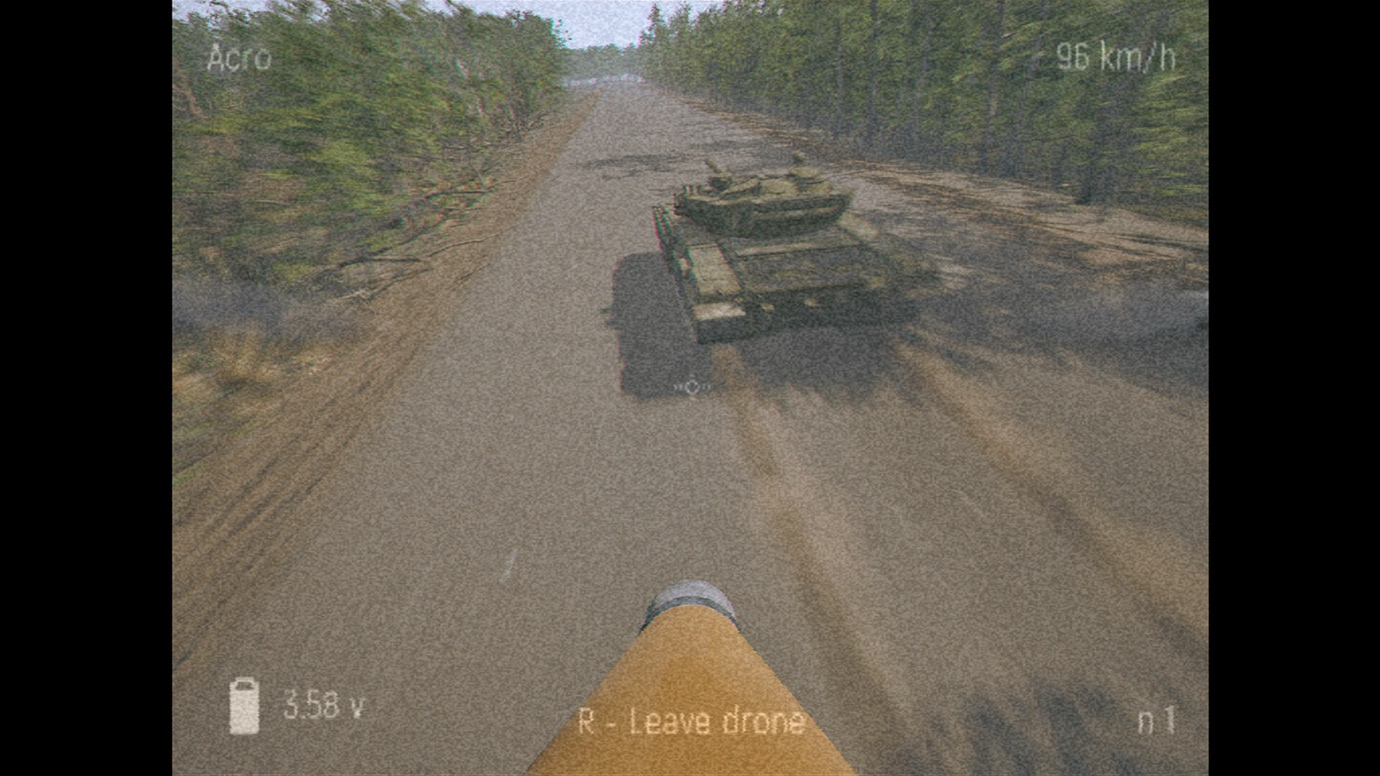 Acro
96 km/h
3.58 v
R - Leave drone
n 1